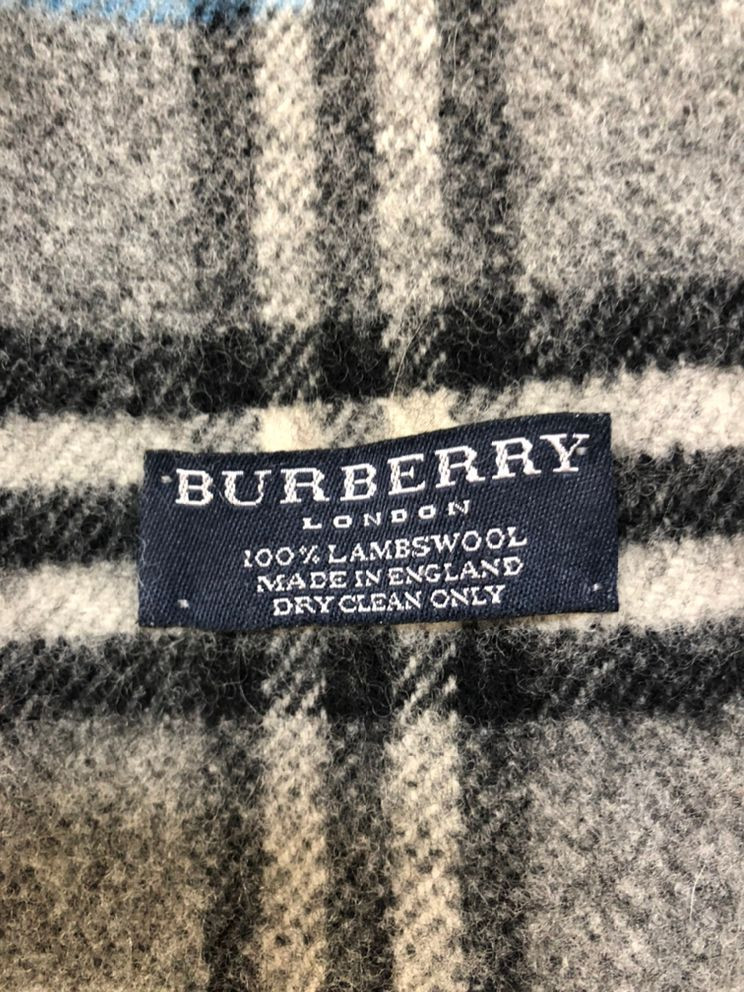 BURBERRY
LONDON
100% LAMBSWOOL
MADE IN ENGLAND
DRY CLEAN ONLY